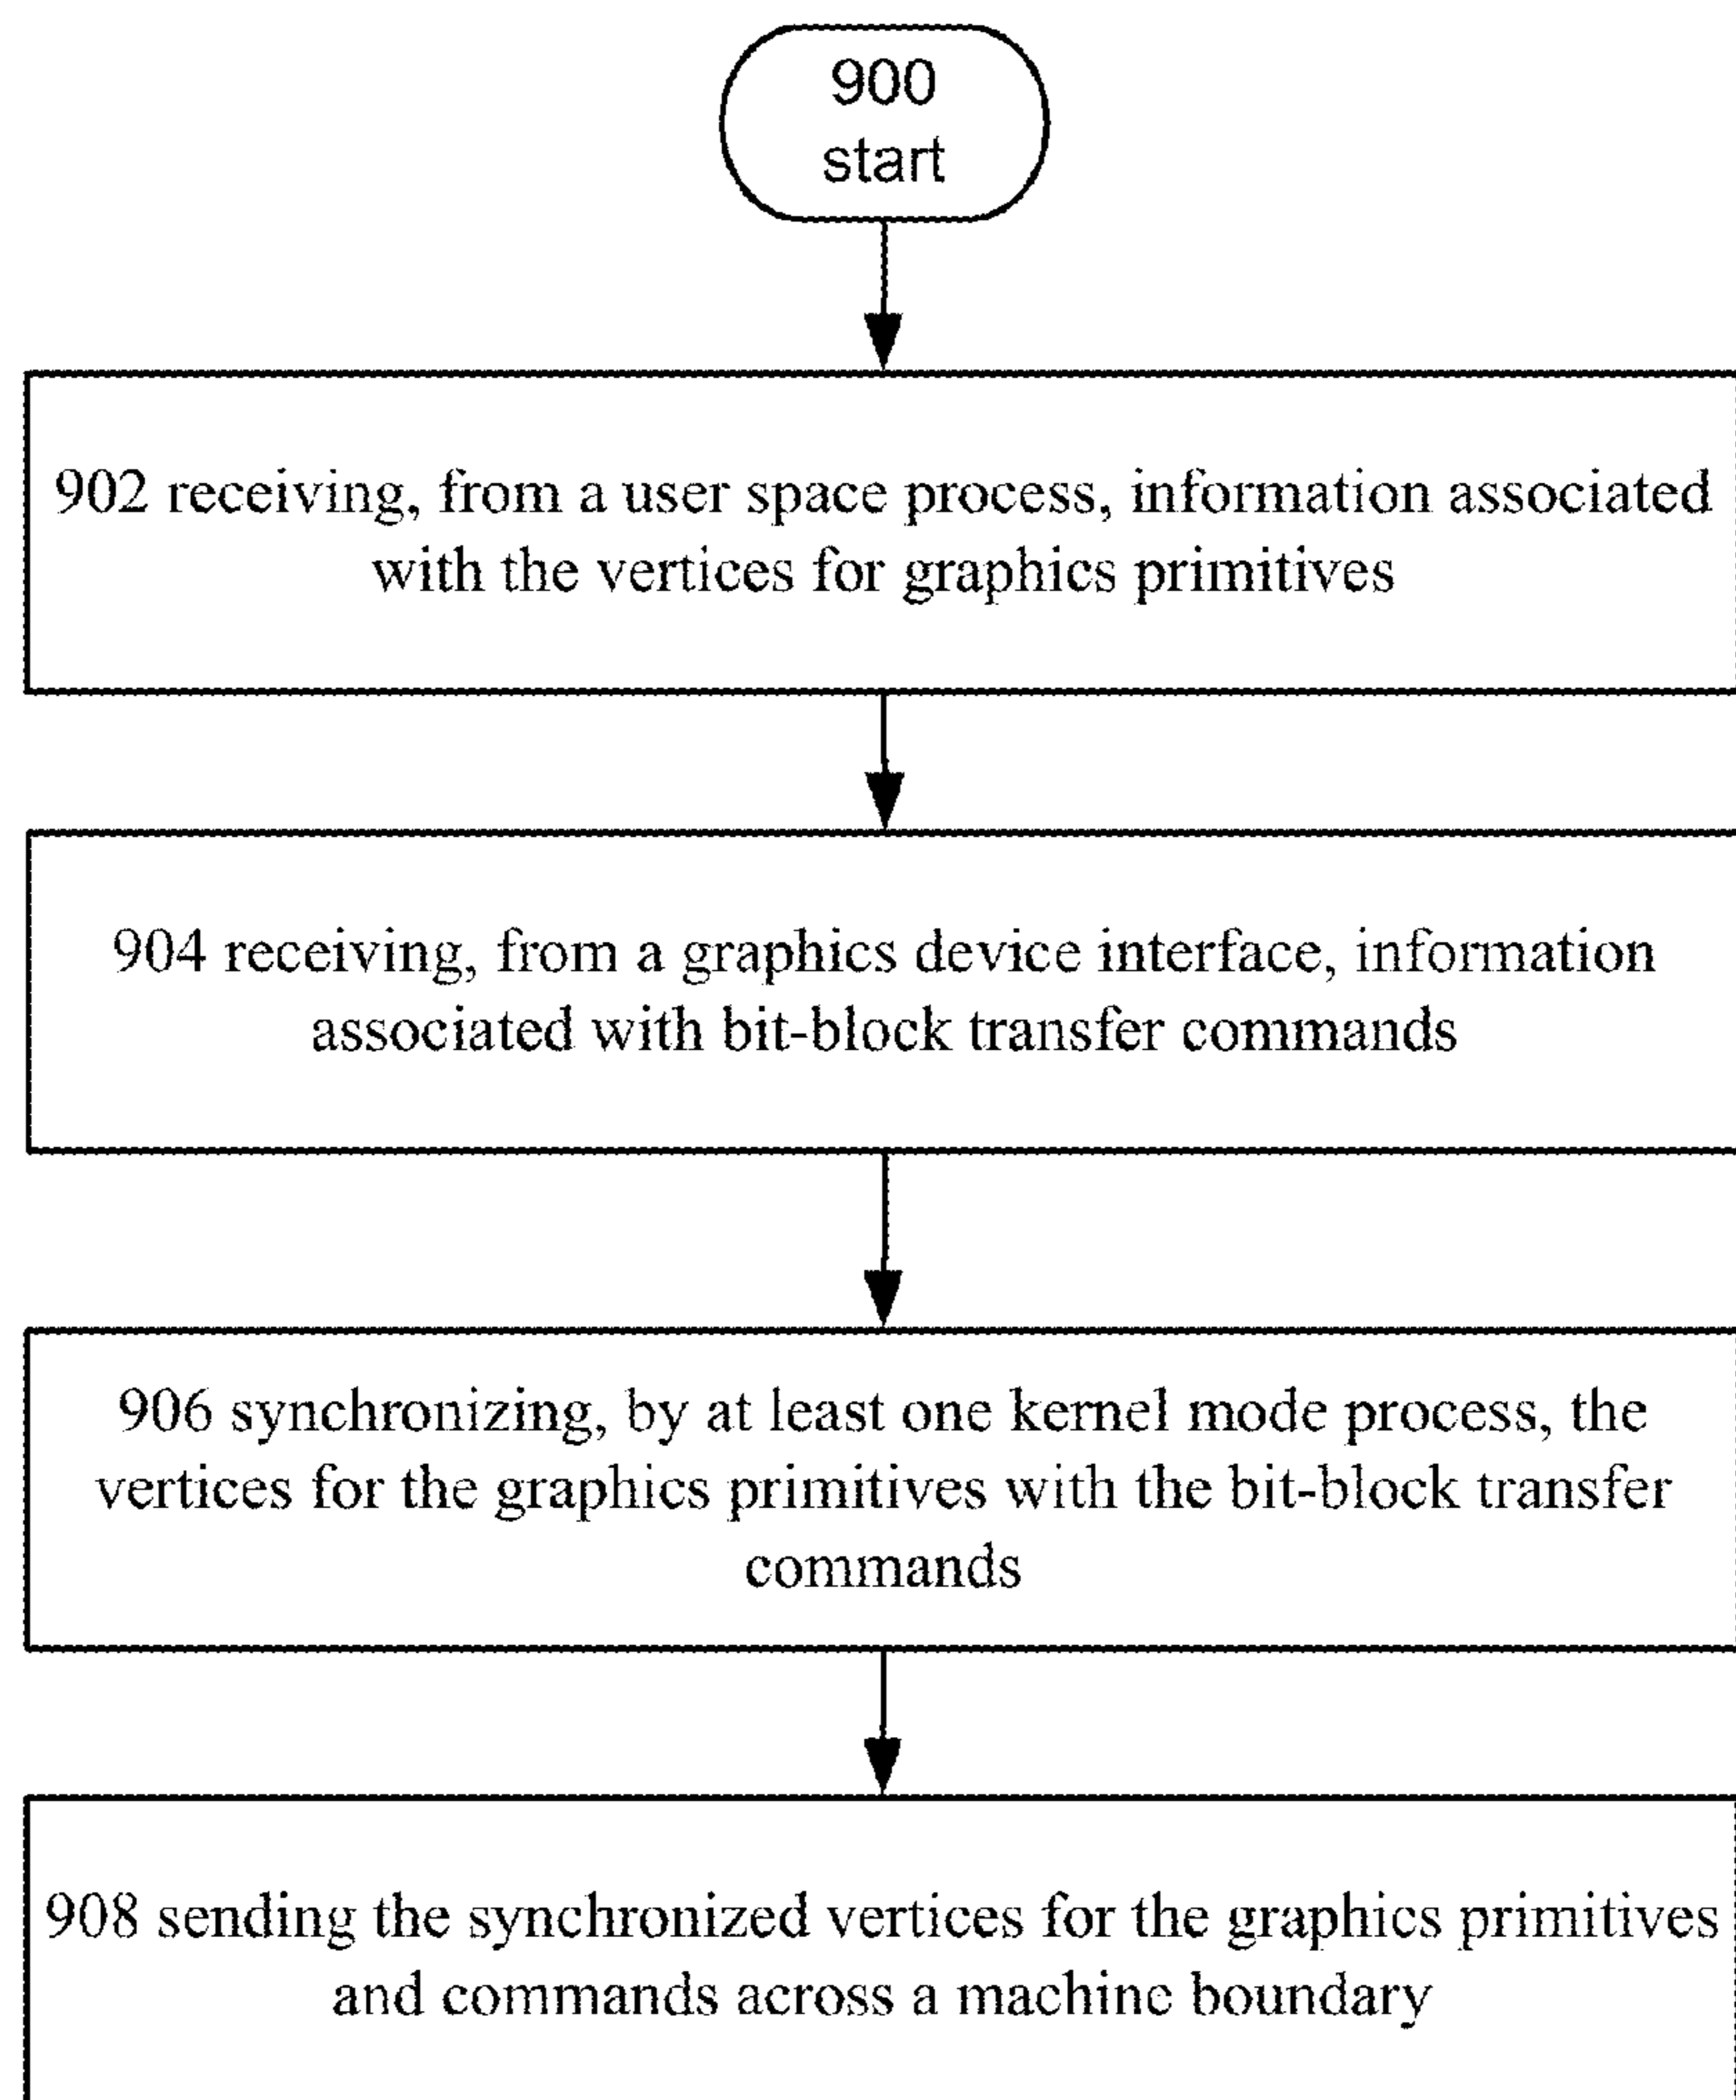 900
start
902 receiving, from a user space process, information associated
with the vertices for graphics primitives
904 receiving, from a graphics device interface, information
associated with bit-block transfer commands
906 synchronizing, by at least one kernel mode process, the
vertices for the graphics primitives with the bit-block transfer
commands
908 sending the synchronized vertices for the graphics primitives
and commands across a machine boundary